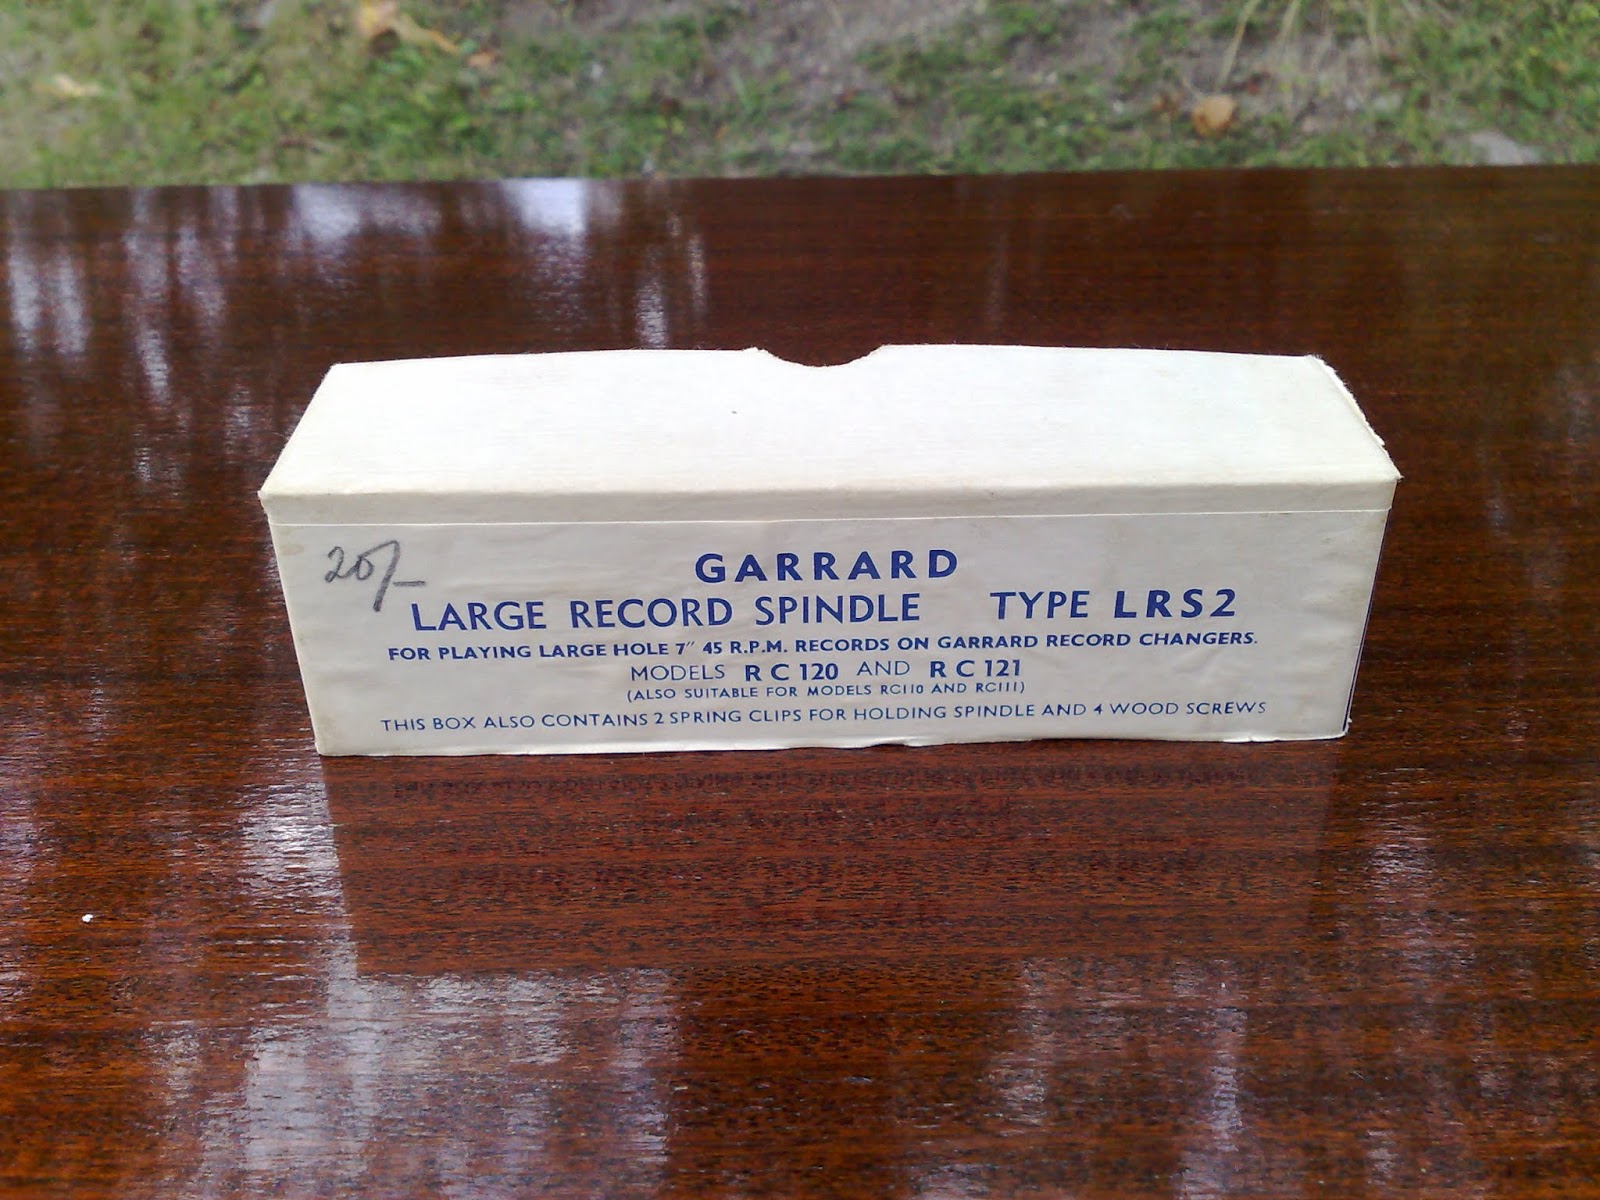 20/-
GARRARD
LARGE RECORD SPINDLE TYPE LRS2
FOR PLAYING LARGE HOLE 7" 45 R.P.M. RECORDS ON GARRARD RECORD CHANGERS.
MODELS RC120 AND RC121
(ALSO SUITABLE FOR MODELS RC110 AND RC111)
THIS BOX ALSO CONTAINS 2 SPRING CLIPS FOR HOLDING SPINDLE AND 4 WOOD SCREWS